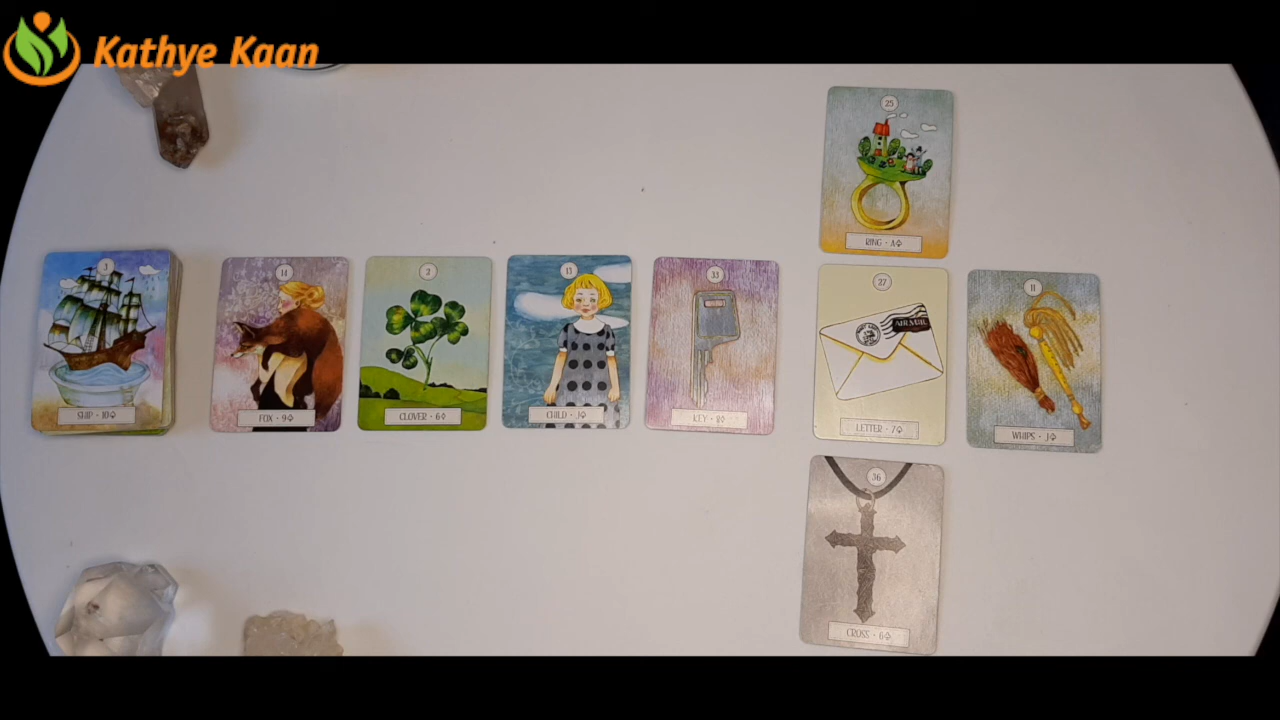 Kathye Kaan
25
RING • A♣
3
SHIP • 10♠
14
FOX • 9♣
2
CLOVER • 6♦
13
CHILD • J♠
33
KEY • 8♦
27
AIR MAIL
LETTER • 7♠
11
WHIPS • J♣
36
CROSS • 6♣